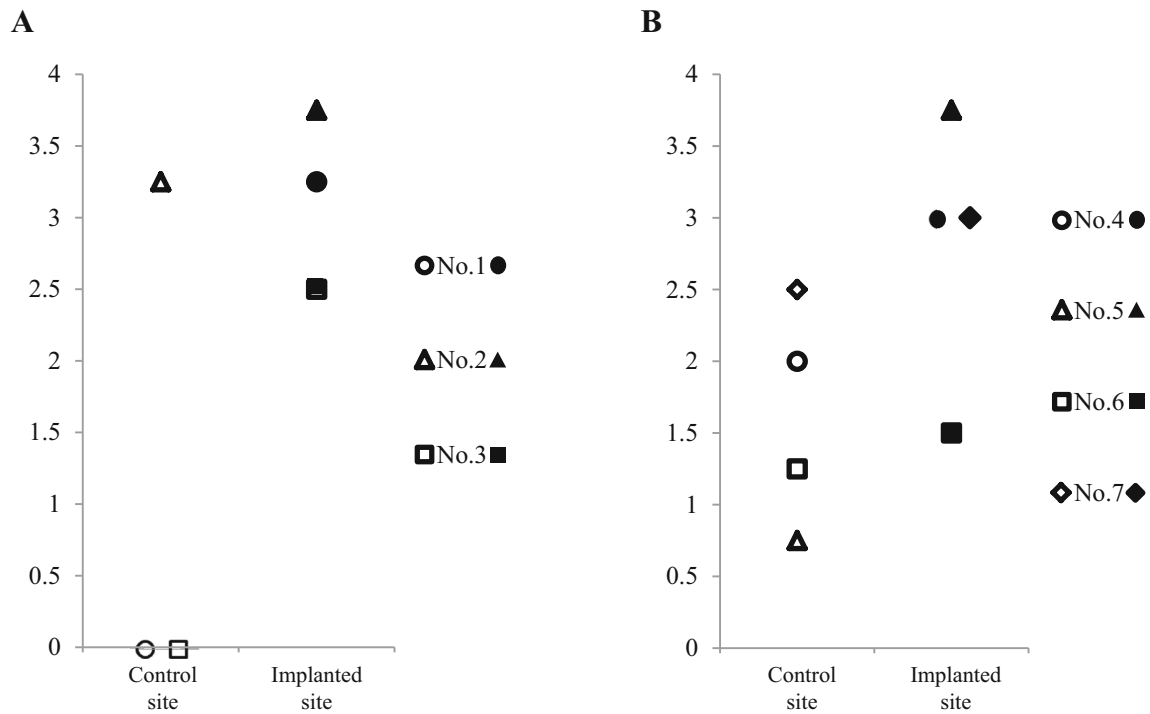 A
4
3.5
3
2.5
2
1.5
1
0.5
0
Control
site
Implanted
site
No.1
No.2
No.3
B
4
3.5
3
2.5
2
1.5
1
0.5
0
Control
site
Implanted
site
No.4
No.5
No.6
No.7